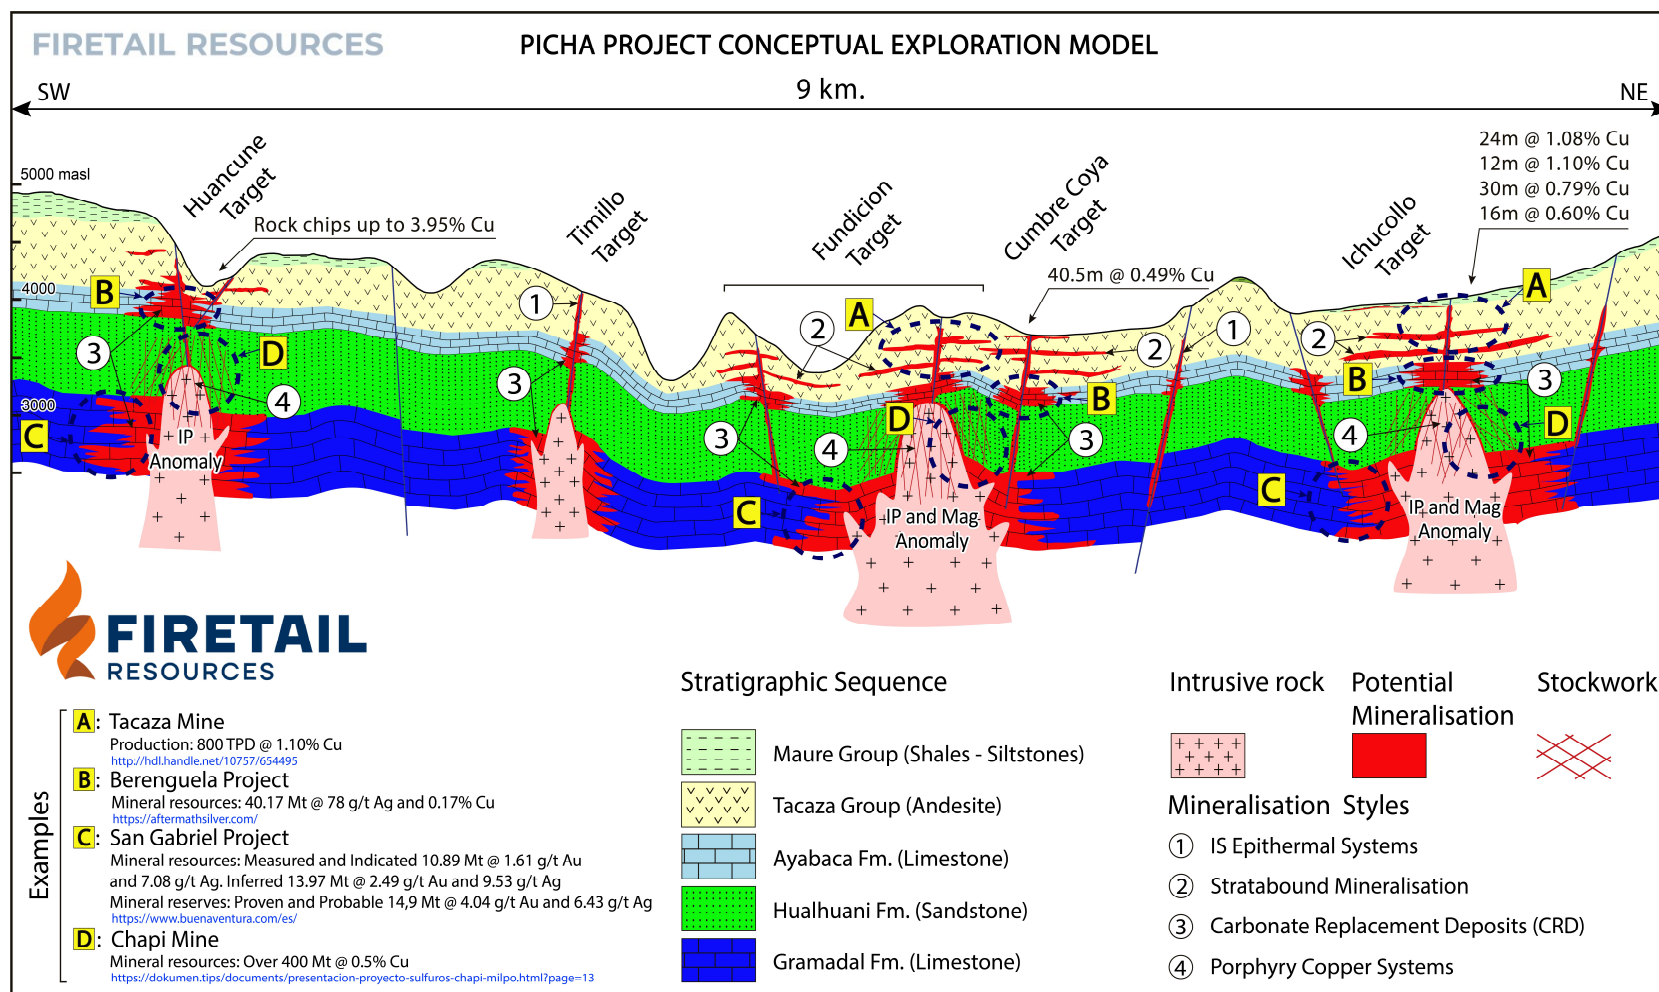 FIRETAIL RESOURCES
PICHA PROJECT CONCEPTUAL EXPLORATION MODEL
SW
9 km.
NE
24m @ 1.08% Cu
12m @ 1.10% Cu
30m @ 0.79% Cu
16m @ 0.60% Cu
5000 masl
4000
3000
Huancune
Target
Rock chips up to 3.95% Cu
Timillo
Target
Fundicion
Target
Cumbre Coya
Target
40.5m @ 0.49% Cu
Ichucollo
Target
B
3
D
4
C
IP
Anomaly
1
3
A
2
2
B
D
3
4
3
C
IP and Mag
Anomaly
1
2
A
B
3
4
D
C
IP and Mag
Anomaly
FIRETAIL
RESOURCES
Examples
A: Tacaza Mine
Production: 800 TPD @ 1.10% Cu
http://hdl.handle.net/10757/654495
B: Berenguela Project
Mineral resources: 40.17 Mt @ 78 g/t Ag and 0.17% Cu
https://aftermathsilver.com/
C: San Gabriel Project
Mineral resources: Measured and Indicated 10.89 Mt @ 1.61 g/t Au
and 7.08 g/t Ag. Inferred 13.97 Mt @ 2.49 g/t Au and 9.53 g/t Ag
Mineral reserves: Proven and Probable 14,9 Mt @ 4.04 g/t Au and 6.43 g/t Ag
https://www.buenaventura.com/es/
D: Chapi Mine
Mineral resources: Over 400 Mt @ 0.5% Cu
https://dokumen.tips/documents/presentacion-proyecto-sulfuros-chapi-milpo.html?page=13
Stratigraphic Sequence
Maure Group (Shales - Siltstones)
Tacaza Group (Andesite)
Ayabaca Fm. (Limestone)
Hualhuani Fm. (Sandstone)
Gramadal Fm. (Limestone)
Intrusive rock
Potential
Mineralisation
Stockwork
Mineralisation Styles
1 IS Epithermal Systems
2 Stratabound Mineralisation
3 Carbonate Replacement Deposits (CRD)
4 Porphyry Copper Systems